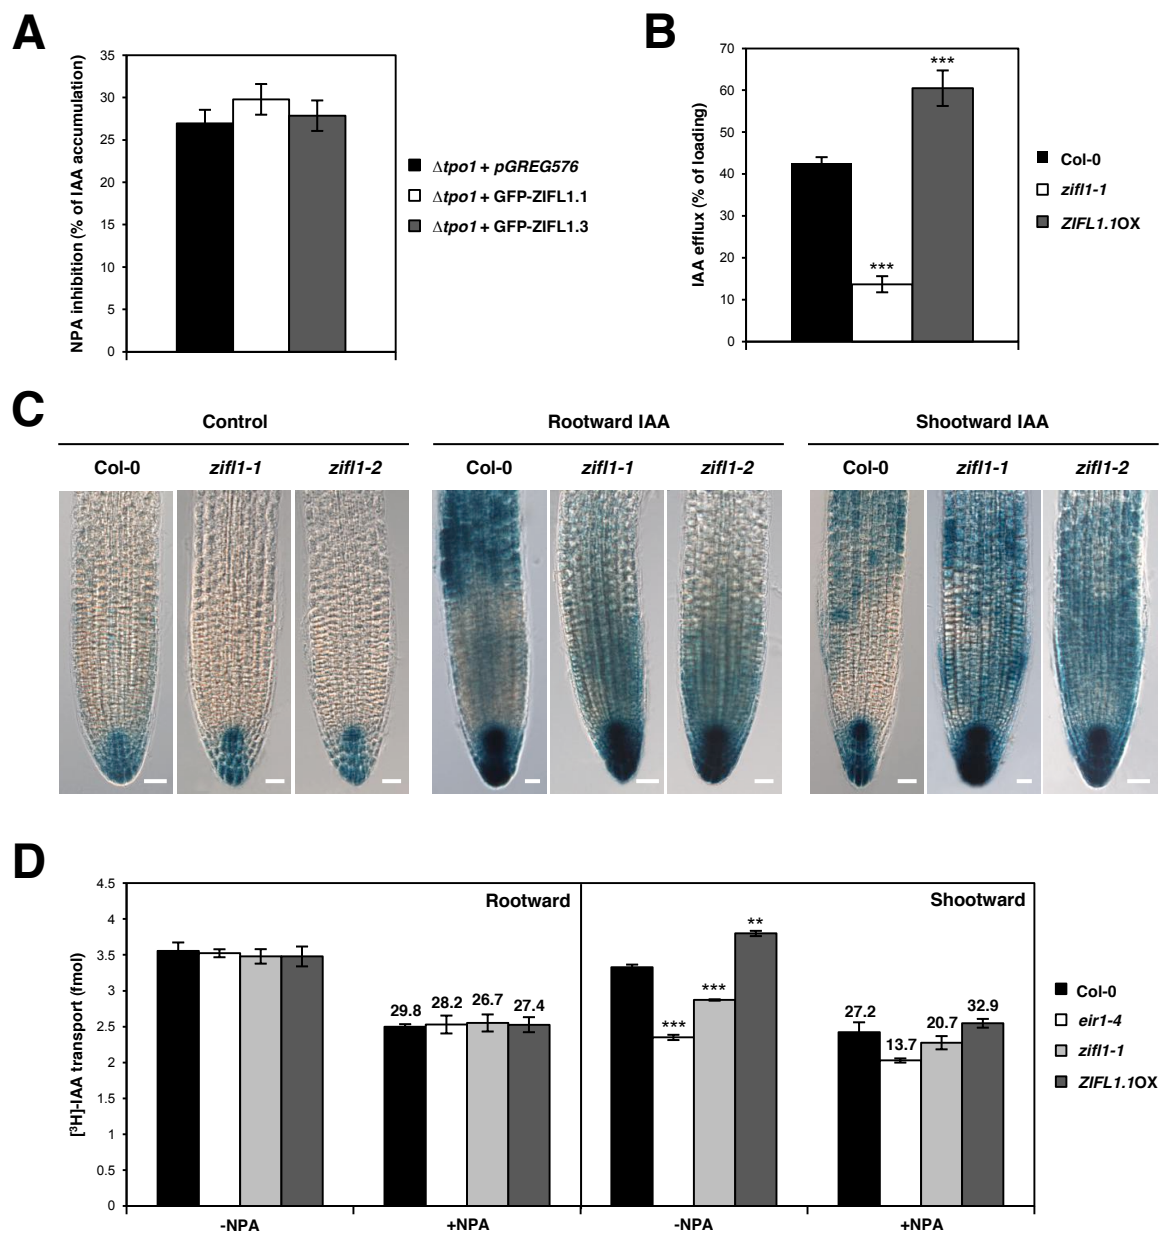 A
NPA inhibition (% of IAA accumulation)
35
30
25
20
15
10
5
0
Δtpo1 + pGREG576
Δtpo1 + GFP-ZIFL1.1
Δtpo1 + GFP-ZIFL1.3
B
IAA efflux (% of loading)
70
60
50
40
30
20
10
0
***
***
Col-0
zifl1-1
ZIFL1.1OX
C
Control
Rootward IAA
Shootward IAA
Col-0 zifl1-1 zifl1-2
Col-0 zifl1-1 zifl1-2
Col-0 zifl1-1 zifl1-2
D
[³H]-IAA transport (fmol)
4.5
4
3.5
3
2.5
2
1.5
1
0.5
0
Rootward
29.8 28.2 26.7 27.4
-NPA +NPA
Shootward
*** *** **
27.2 13.7 20.7 32.9
-NPA +NPA
Col-0
eir1-4
zifl1-1
ZIFL1.1OX